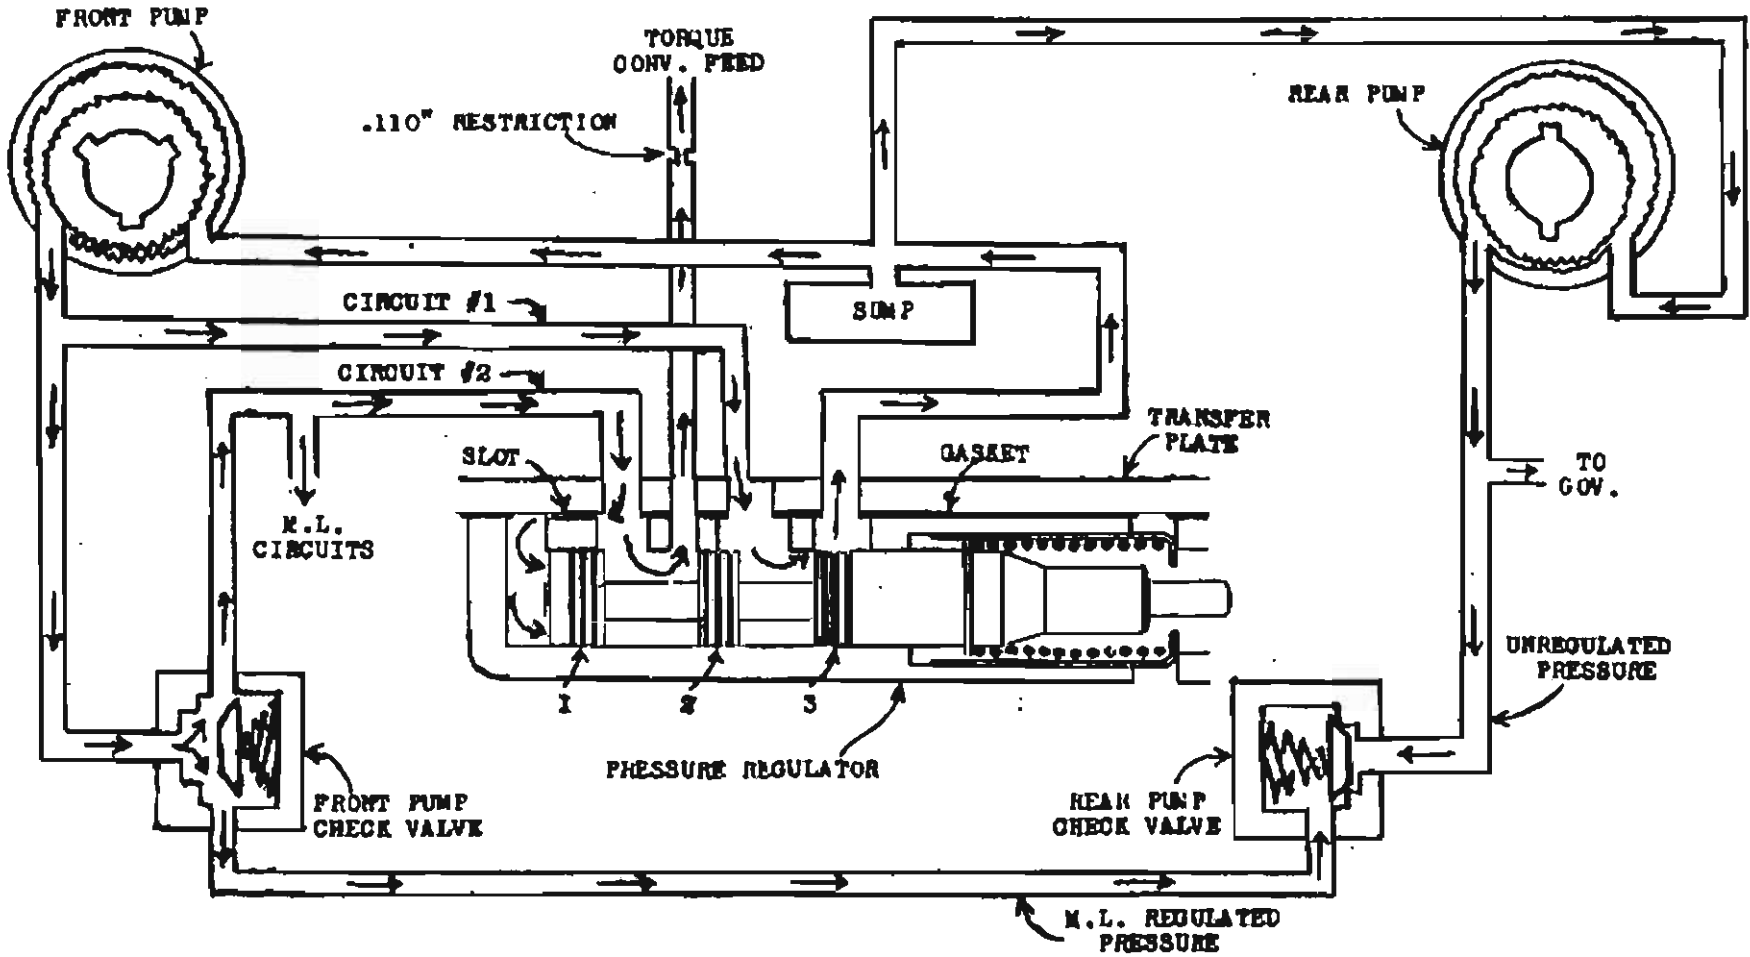 FRONT PUMP
TORQUE
CONV. FEED
.110" RESTRICTION
REAR PUMP
CIRCUIT #1
SUMP
CIRCUIT #2
SLOT
GASKET
TRANSFER
PLATE
TO
GOV.
M.L.
CIRCUITS
1
2
3
UNREGULATED
PRESSURE
PRESSURE REGULATOR
FRONT PUMP
CHECK VALVE
REAR PUMP
CHECK VALVE
M.L. REGULATED
PRESSURE